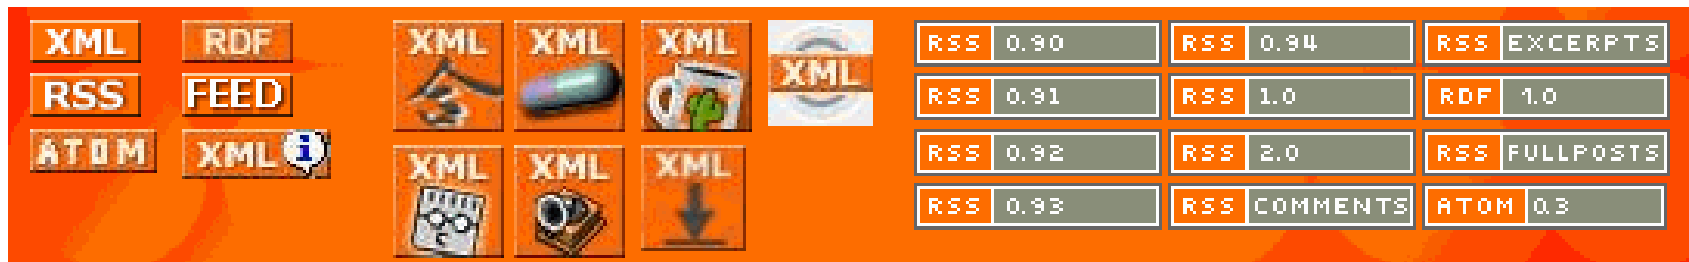 XML RDF
RSS FEED
ATOM XML i
XML XML XML XML
XML XML XML
RSS 0.90 RSS 0.94 RSS EXCERPTS
RSS 0.91 RSS 1.0 RDF 1.0
RSS 0.92 RSS 2.0 RSS FULLPOSTS
RSS 0.93 RSS COMMENTS ATOM 0.3